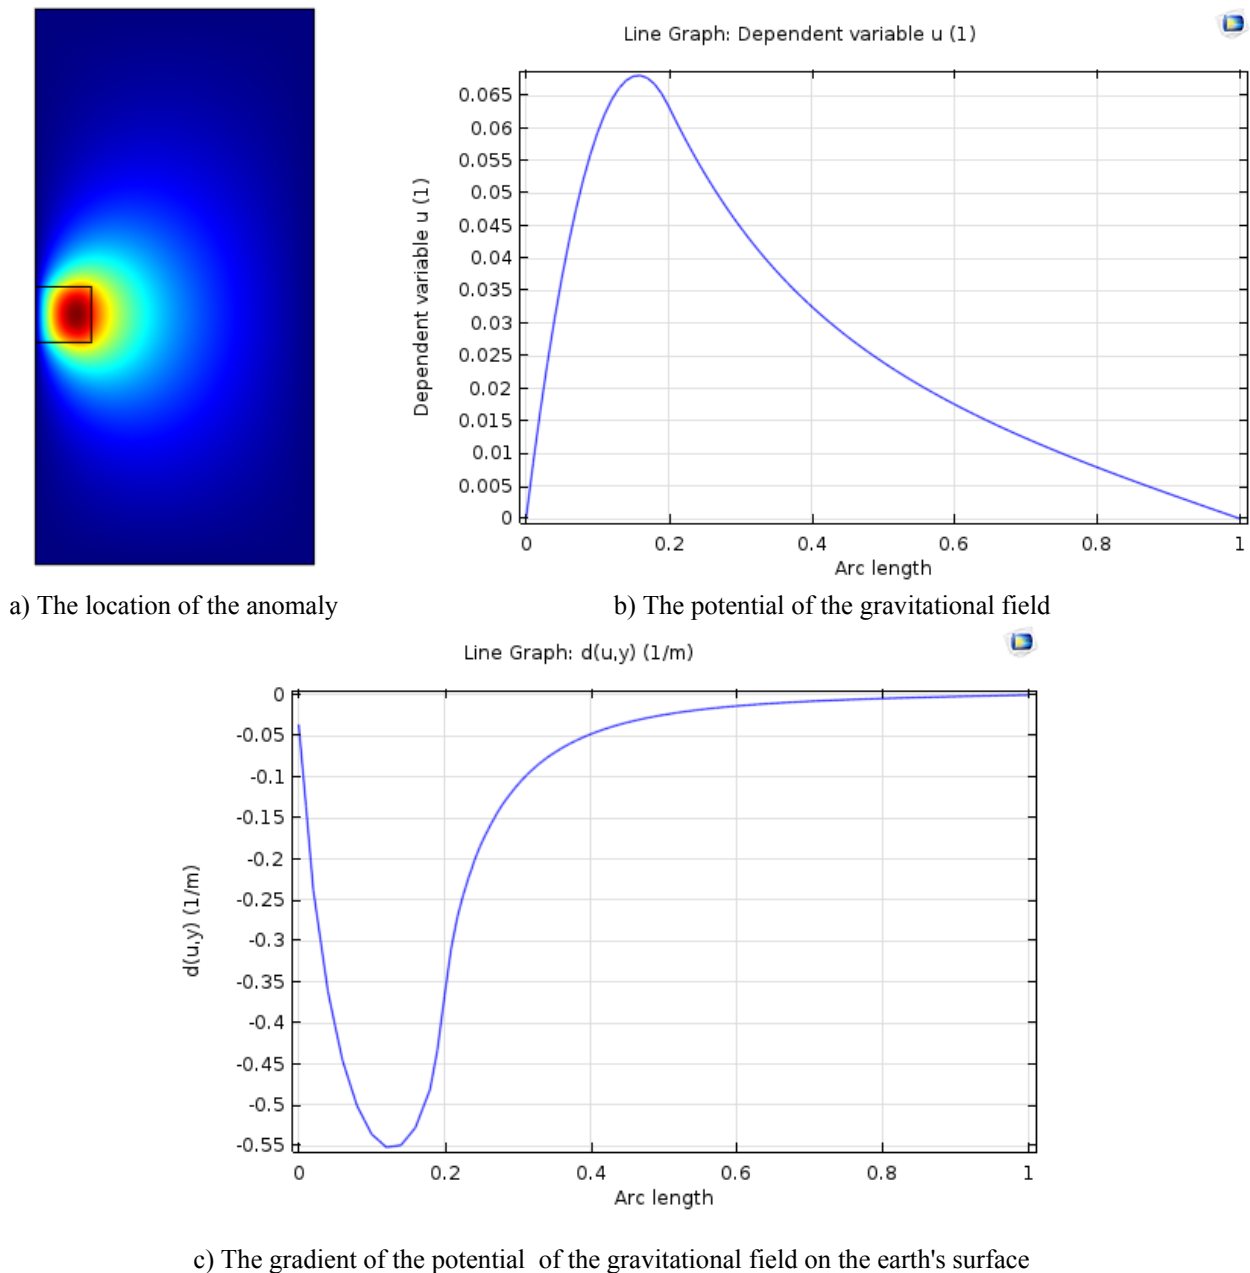 Line Graph: Dependent variable u (1)
Dependent variable u (1)
0.065
0.06
0.055
0.05
0.045
0.04
0.035
0.03
0.025
0.02
0.015
0.01
0.005
0
0 0.2 0.4 0.6 0.8 1
Arc length
a) The location of the anomaly
b) The potential of the gravitational field
Line Graph: d(u,y) (1/m)
d(u,y) (1/m)
0
-0.05
-0.1
-0.15
-0.2
-0.25
-0.3
-0.35
-0.4
-0.45
-0.5
-0.55
0 0.2 0.4 0.6 0.8 1
Arc length
c) The gradient of the potential of the gravitational field on the earth's surface